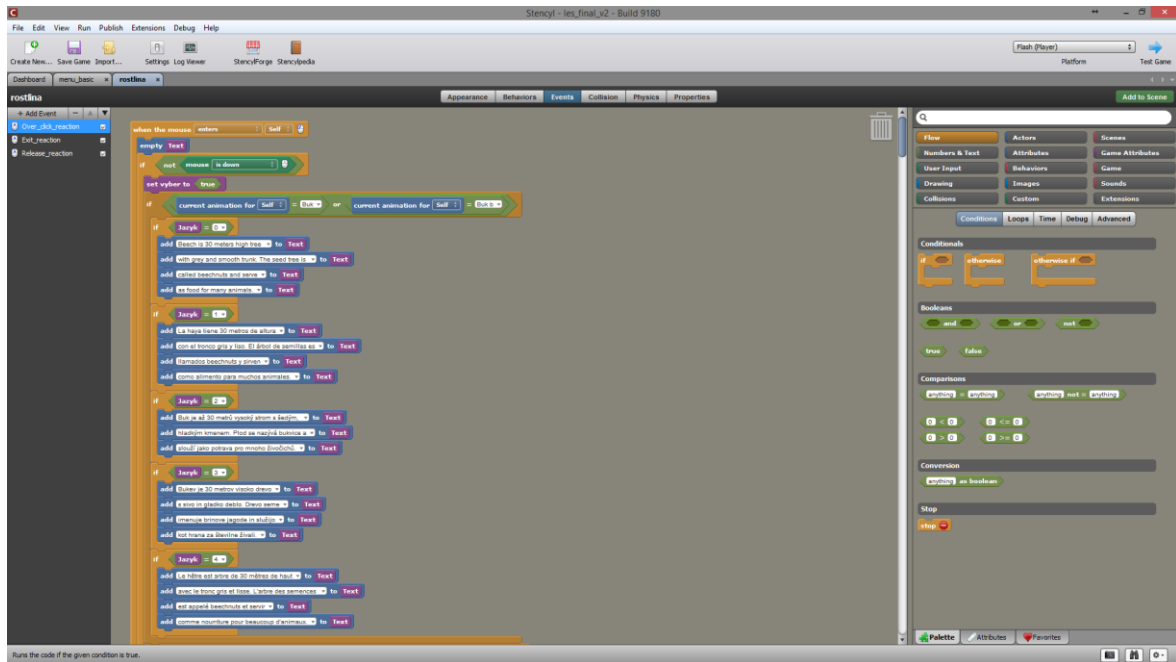 Stencyl - les_final_v2 - Build 9180
File Edit View Run Publish Extensions Debug Help
Create New... Save Game Import... Settings Log Viewer StencylForge Stencylpedia
Flash (Player)
Platform Test Game
Dashboard menu_basic x rostlina x
rostlina
Appearance Behaviors Events Collision Physics Properties
Add to Scene
+ Add Event
Over_click_reaction
Exit_reaction
Release_reaction
when the mouse enters Self
empty Text
if not mouse is down
set vyber to true
if current animation for Self = Buk or current animation for Self = Buk b
if Jazyk = 0
add Beech is 30 meters high tree to Text
add with grey and smooth trunk. The seed tree is to Text
add called beechnuts and serve to Text
add as food for many animals. to Text
if Jazyk = 1
add La haya tiene 30 metros de altura to Text
add con el tronco gris y liso. El árbol de semillas es to Text
add llamados beechnuts y sirven to Text
add como alimento para muchos animales. to Text
if Jazyk = 2
add Buk je až 30 metrů vysoký strom s šedým, to Text
add hladkým kmenem. Plod se nazývá bukvice a to Text
add slouží jako potrava pro mnoho živočichů. to Text
if Jazyk = 3
add Bukev je 30 metrov visoko drevo to Text
add s sivo in gladko deblo. Drevo seme to Text
add imenuje brinove jagode in služijo to Text
add kot hrana za številne živali. to Text
if Jazyk = 4
add Le hêtre est arbre de 30 mètres de haut to Text
add avec le tronc gris et lisse. L'arbre des semences to Text
add est appelé beechnuts et servir to Text
add comme nourriture pour beaucoup d'animaux. to Text
Flow Actors Scenes
Numbers & Text Attributes Game Attributes
User Input Behaviors Game
Drawing Images Sounds
Collisions Custom Extensions
Conditions Loops Time Debug Advanced
Conditionals
if otherwise otherwise if
Booleans
and or not
true false
Comparisons
anything = anything anything not = anything
0 < 0 0 <= 0
0 > 0 0 >= 0
Conversion
anything as boolean
Stop
stop
Palette Attributes Favorites
Runs the code if the given condition is true.